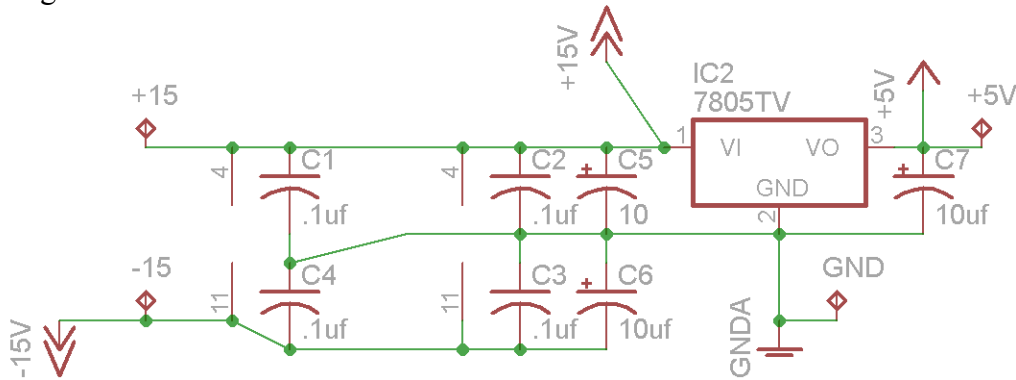 +15
+15V
IC2
7805TV
+5V
+5V
1
VI
VO
3
GND
2
4
C1
.1uf
4
C2
.1uf
C5
+
10
C7
+
10uf
-15
-15V
11
C4
.1uf
11
C3
.1uf
C6
+
10uf
GND
GNDA